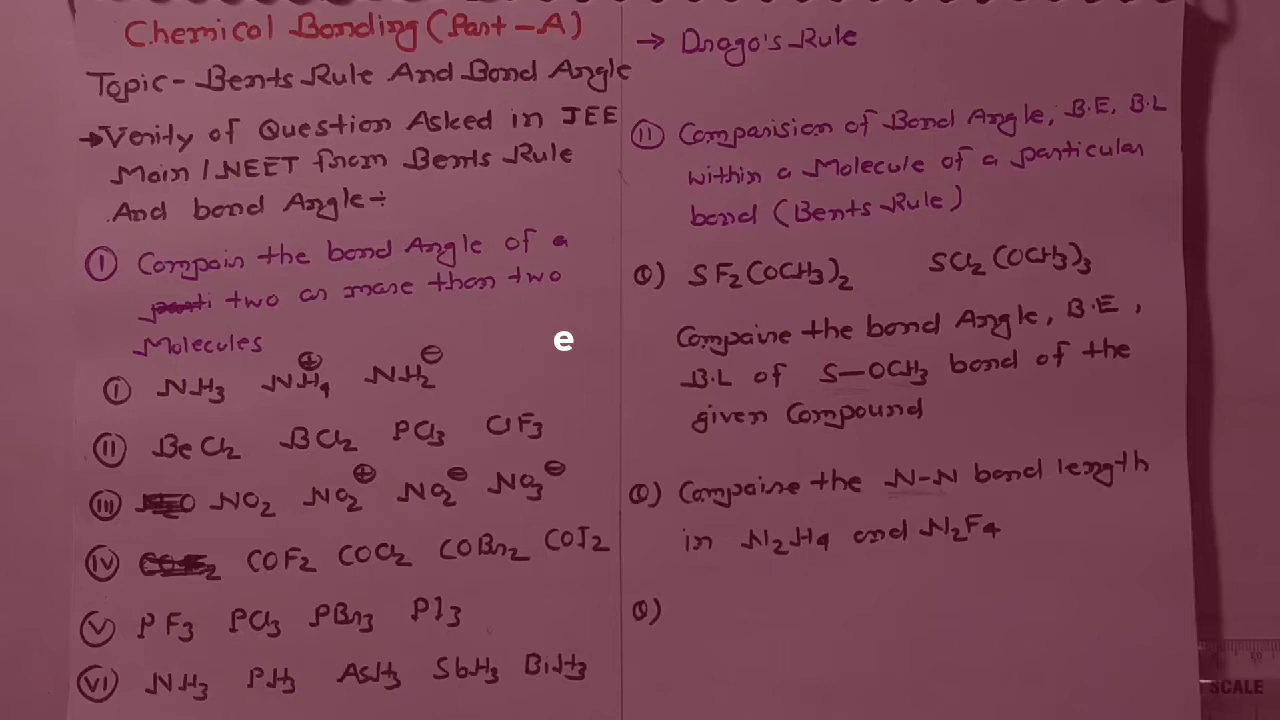 Chemical Bonding (Part-A)
Topic- Bents Rule And Bond Angle
→ Verity of Question Asked in JEE
Main / NEET from Bents Rule
And bond Angle÷
I Compair the bond Angle of a
two or more than two
Molecules
I NH3 NH4⊕ NH2⊖
II BeCl2 BCl2 PCl3 ClF3
III NO2 NO2⊕ NO2⊖ NO3⊖
IV COF2 COCl2 COBr2 COI2
V PF3 PCl3 PBr3 PI3
VI NH3 PH3 AsH3 SbH3 BiH3
e
→ Drago's Rule
II Comparision of Bond Angle, B.E, B.L
within a Molecule of a particular
bond (Bents Rule)
Q) SF2(OCH3)2 SCl2(OCH3)3
Compaire the bond Angle, B.E,
B.L of S-OCH3 bond of the
given Compound
Q) Compaire the N-N bond length
in N2H4 and N2F4
Q)
SCALE